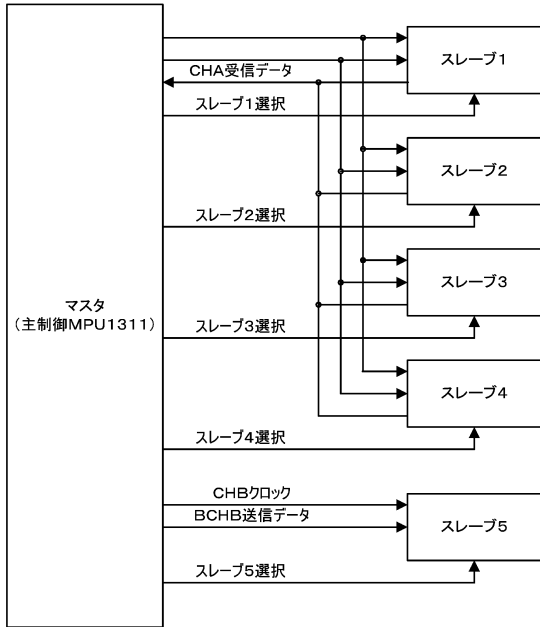 スレーブ1
CHA受信データ
スレーブ1選択
スレーブ2
スレーブ2選択
スレーブ3
マスタ
(主制御MPU1311)
スレーブ3選択
スレーブ4
スレーブ4選択
CHBクロック
BCHB送信データ
スレーブ5
スレーブ5選択